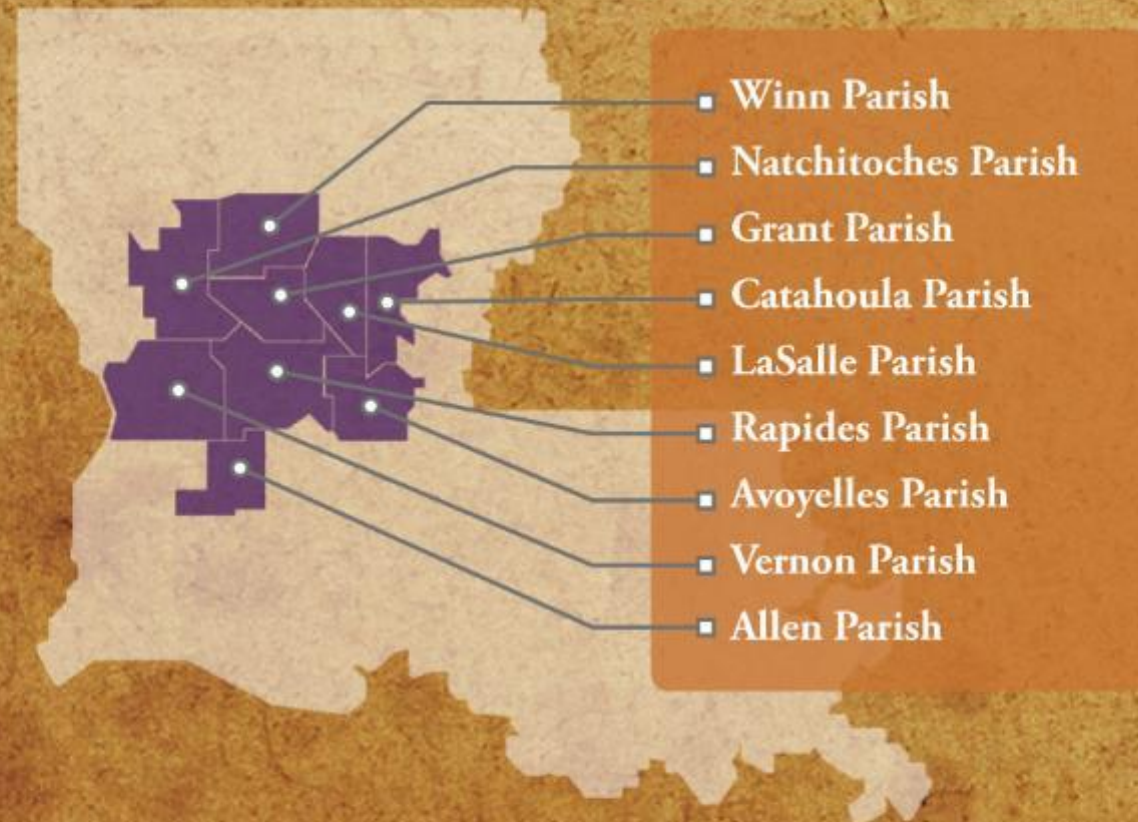 Winn Parish
Natchitoches Parish
Grant Parish
Catahoula Parish
LaSalle Parish
Rapides Parish
Avoyelles Parish
Vernon Parish
Allen Parish